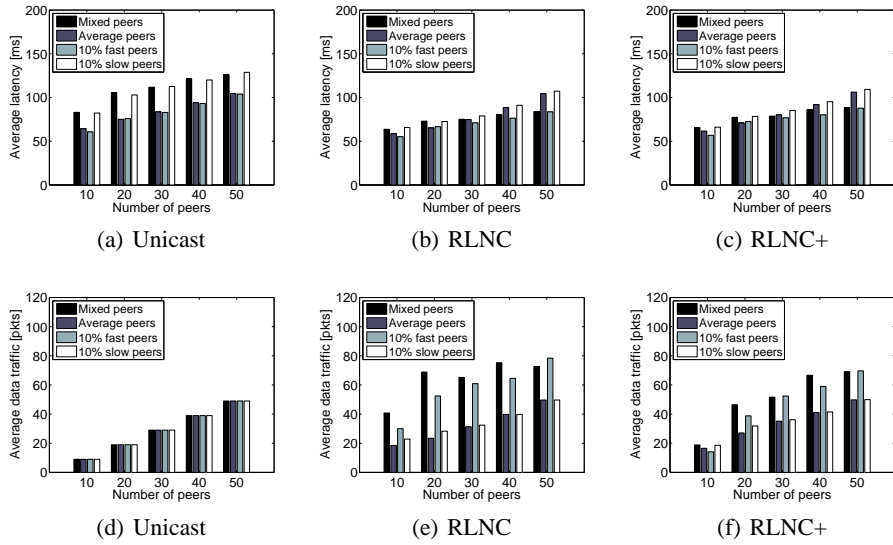 200
150
100
50
0
Average latency [ms]
Mixed peers
Average peers
10% fast peers
10% slow peers
10 20 30 40 50
Number of peers
(a) Unicast
200
150
100
50
0
Average latency [ms]
Mixed peers
Average peers
10% fast peers
10% slow peers
10 20 30 40 50
Number of peers
(b) RLNC
200
150
100
50
0
Average latency [ms]
Mixed peers
Average peers
10% fast peers
10% slow peers
10 20 30 40 50
Number of peers
(c) RLNC+
120
100
80
60
40
20
0
Average data traffic [pkts]
Mixed peers
Average peers
10% fast peers
10% slow peers
10 20 30 40 50
Number of peers
(d) Unicast
120
100
80
60
40
20
0
Average data traffic [pkts]
Mixed peers
Average peers
10% fast peers
10% slow peers
10 20 30 40 50
Number of peers
(e) RLNC
120
100
80
60
40
20
0
Average data traffic [pkts]
Mixed peers
Average peers
10% fast peers
10% slow peers
10 20 30 40 50
Number of peers
(f) RLNC+